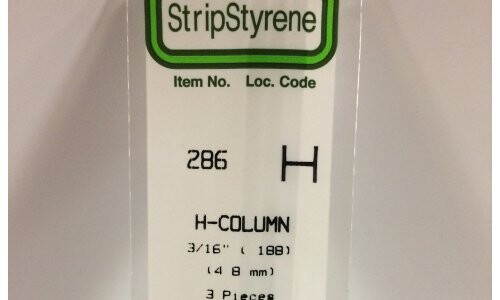 StripStyrene
Item No. Loc. Code
286 H
H-COLUMN
3/16" ( 188)
(4 8 mm)
3 Pieces